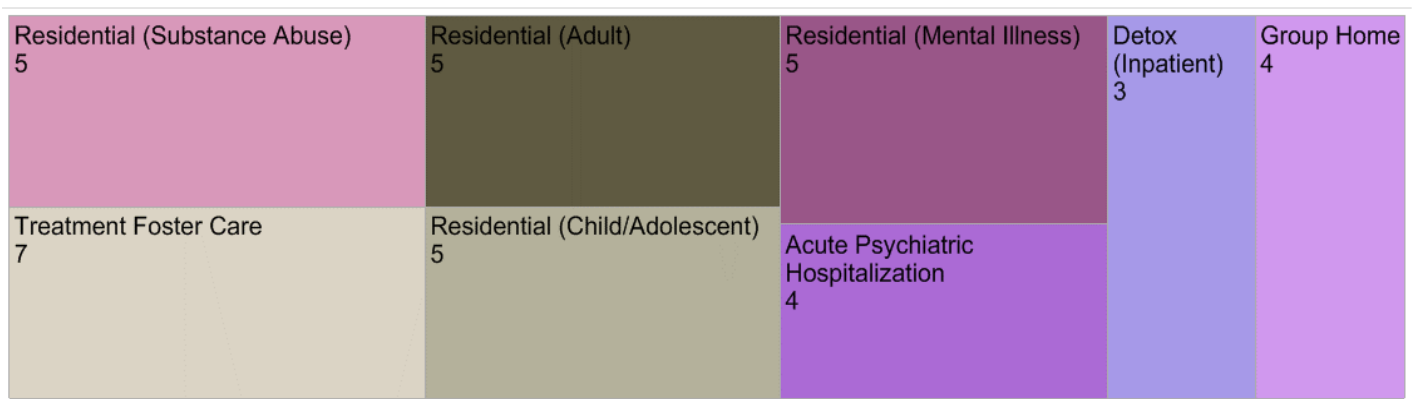 Residential (Substance Abuse)
5
Residential (Adult)
5
Residential (Mental Illness)
5
Detox
(Inpatient)
3
Group Home
4
Treatment Foster Care
7
Residential (Child/Adolescent)
5
Acute Psychiatric
Hospitalization
4